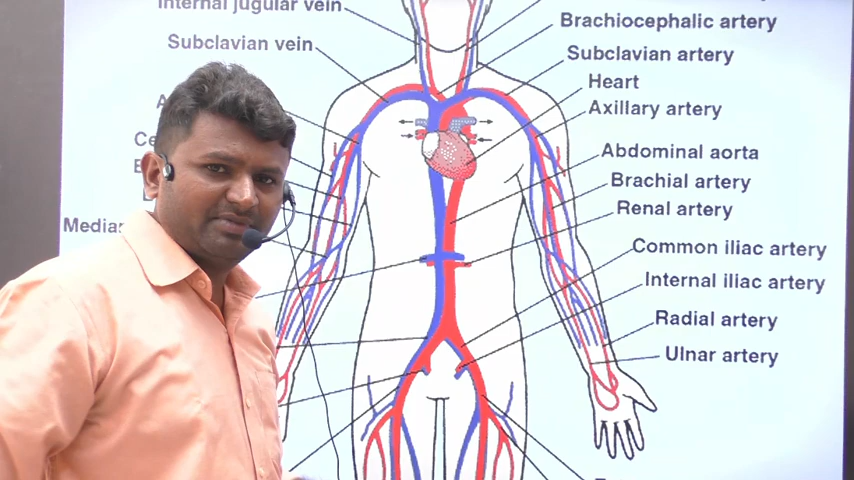 Internal jugular vein
Subclavian vein
Median
Brachiocephalic artery
Subclavian artery
Heart
Axillary artery
Abdominal aorta
Brachial artery
Renal artery
Common iliac artery
Internal iliac artery
Radial artery
Ulnar artery